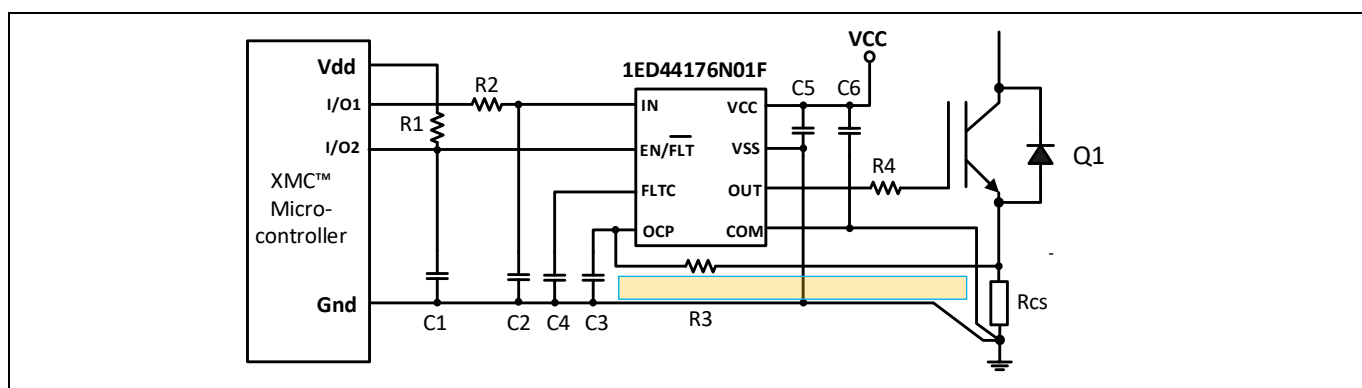 VCC
1ED44176N01F
Vdd
R2
C5
C6
I/O1
IN
VCC
R1
I/O2
EN/FLT
VSS
R4
Q1
XMC™
Micro-
controller
FLTC
OUT
OCP
COM
-
Gnd
Rcs
C1
C2
C4
C3
R3